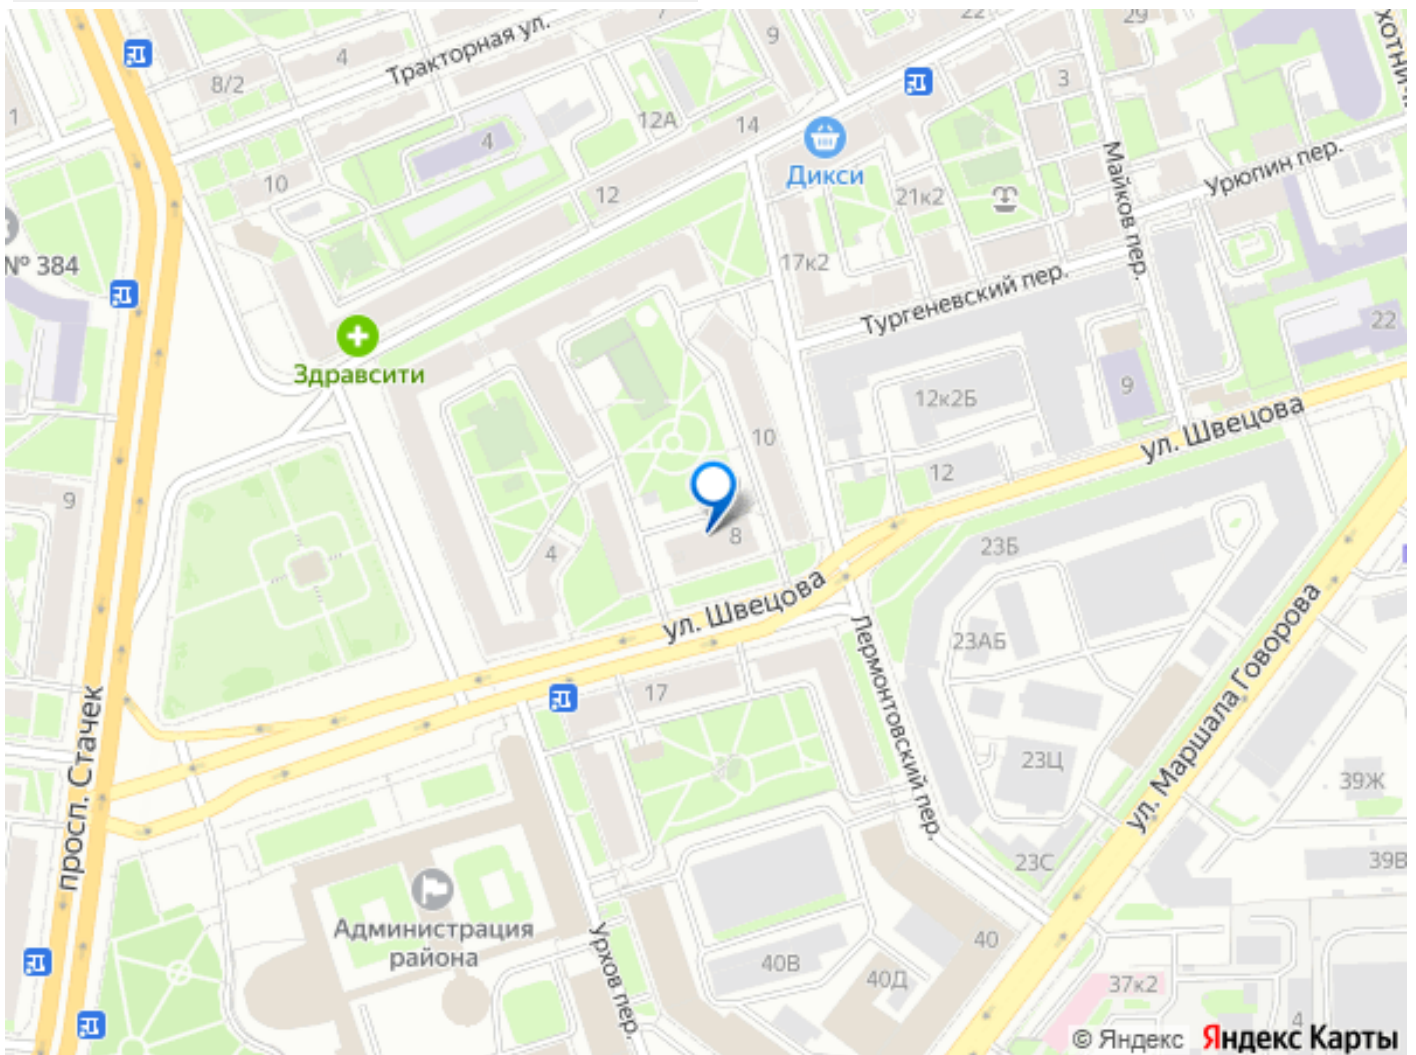 Тракторная ул.
7
9
22
29
4
8/2
3
1
12А
14
4
Дикси
Майков пер.
Урюпин пер.
10
12
21к2
№ 384
17к2
Тургеневский пер.
22
Здравсити
9
12к2Б
10
ул. Швецова
12
9
8
4
23Б
ул. Швецова
23АБ
Лермонтовский пер.
ул. Маршала Говорова
17
просп. Стачек
23Ц
39Ж
23С
39В
Администрация
района
Урхов пер.
40
40В
40Д
37к2
4
© Яндекс Яндекс Карты